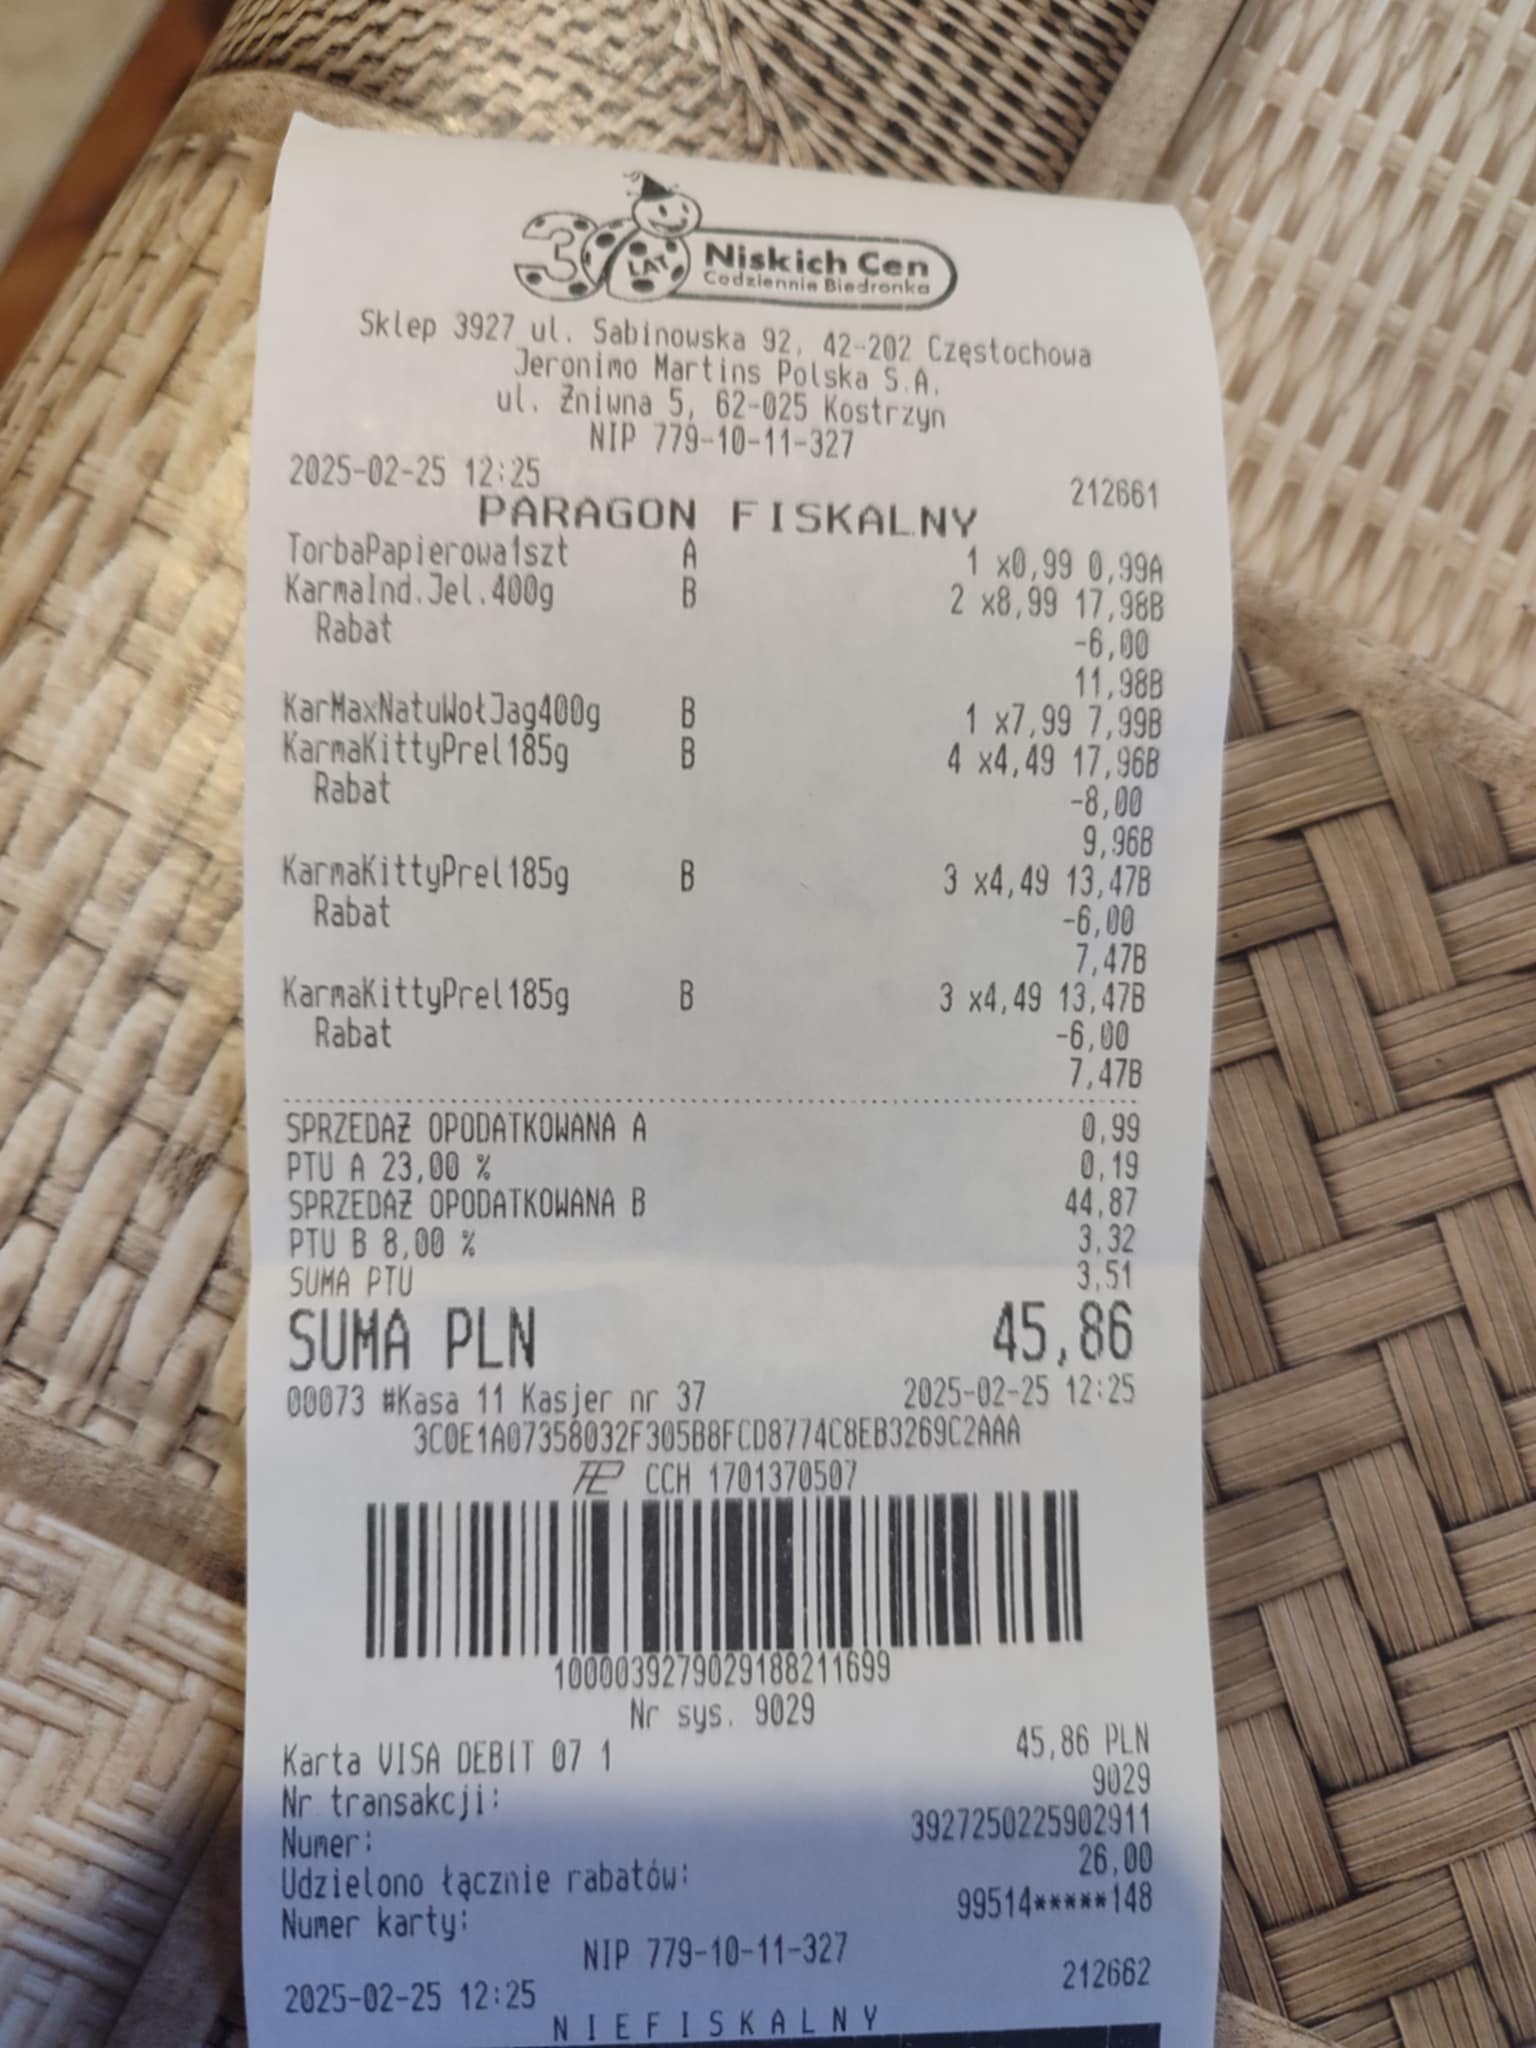 30 LAT Niskich Cen
Codziennie Biedronka
Sklep 3927 ul. Sabinowska 92, 42-202 Częstochowa
Jeronimo Martins Polska S.A.
ul. Żniwna 5, 62-025 Kostrzyn
NIP 779-10-11-327
2025-02-25 12:25 212661
PARAGON FISKALNY
TorbaPapierowa1szt A 1 x0,99 0,99A
KarmaInd.Jel.400g B 2 x8,99 17,98B
Rabat -6,00
11,98B
KarMaxNatuWołJag400g B 1 x7,99 7,99B
KarmaKittyPrel185g B 4 x4,49 17,96B
Rabat -8,00
9,96B
KarmaKittyPrel185g B 3 x4,49 13,47B
Rabat -6,00
7,47B
KarmaKittyPrel185g B 3 x4,49 13,47B
Rabat -6,00
7,47B
SPRZEDAŻ OPODATKOWANA A 0,99
PTU A 23,00 % 0,19
SPRZEDAŻ OPODATKOWANA B 44,87
PTU B 8,00 % 3,32
SUMA PTU 3,51
SUMA PLN 45,86
00073 #Kasa 11 Kasjer nr 37 2025-02-25 12:25
3C0E1A07358032F305B8FCD8774C8EB3269C2AAA
CCH 1701370507
1000039279029188211699
Nr sys. 9029
Karta VISA DEBIT 07 1 45,86 PLN
Nr transakcji: 9029
Numer: 3927250225902911
Udzielono łącznie rabatów: 26,00
Numer karty: 99514*****148
NIP 779-10-11-327
2025-02-25 12:25 212662
NIEFISKALNY